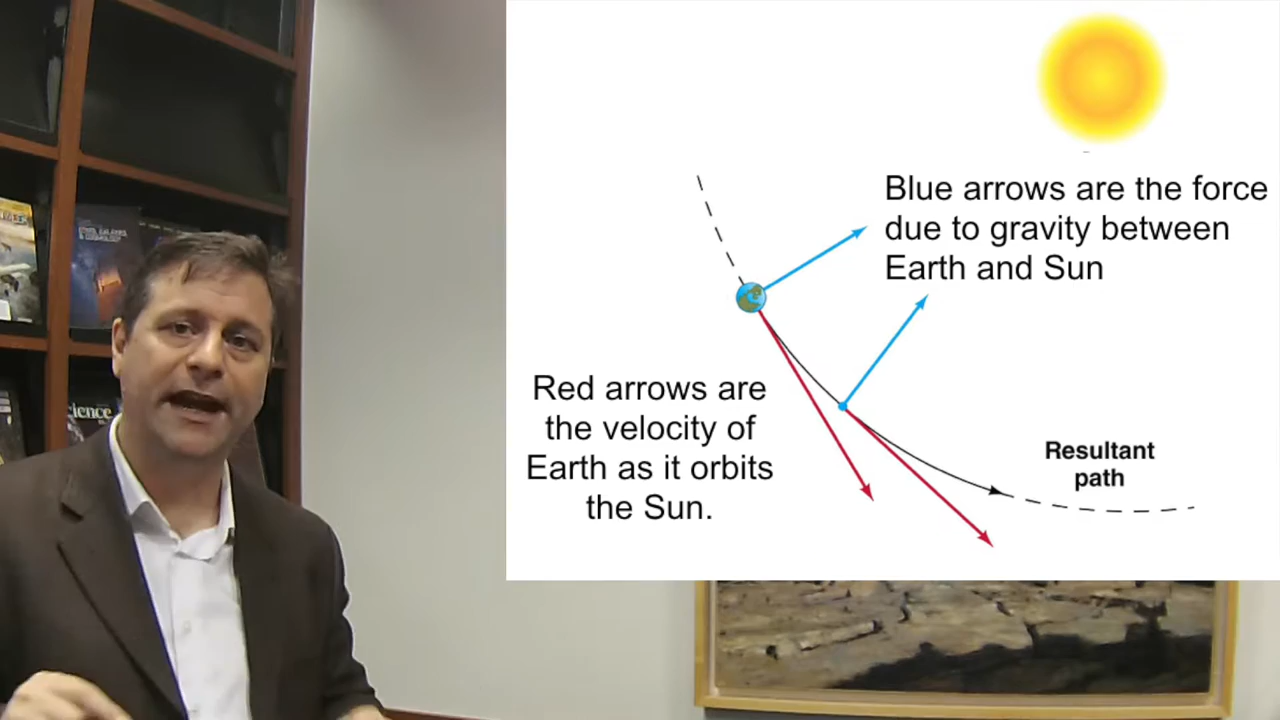 Blue arrows are the force
due to gravity between
Earth and Sun
Red arrows are
the velocity of
Earth as it orbits
the Sun.
Resultant
path
ience